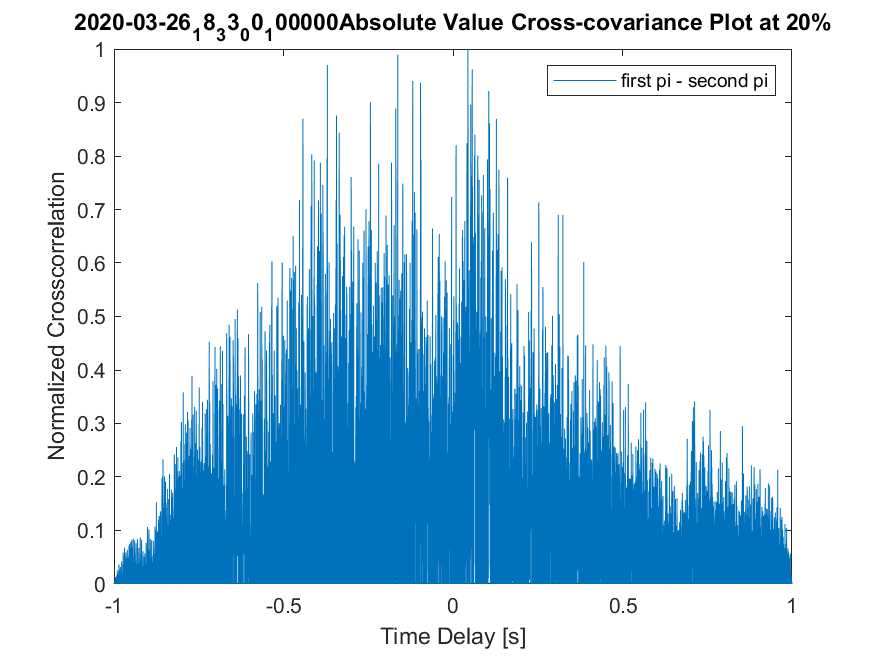 2020-03-26₁8₃3₀0₁00000Absolute Value Cross-covariance Plot at 20%
first pi - second pi
Normalized Crosscorrelation
1
0.9
0.8
0.7
0.6
0.5
0.4
0.3
0.2
0.1
0
-1 -0.5 0 0.5 1
Time Delay [s]